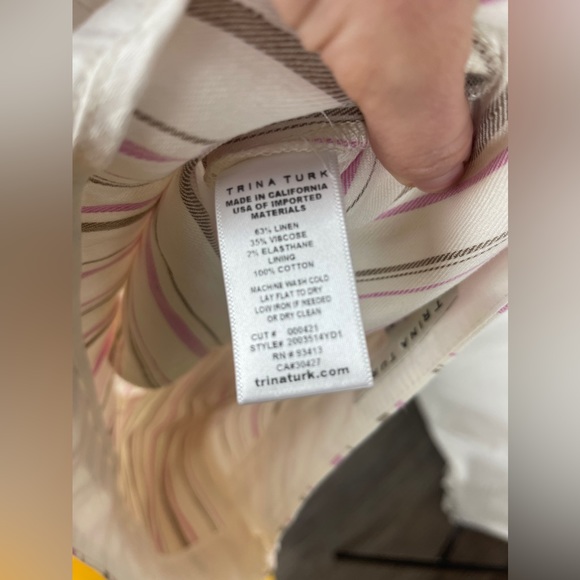 TRINA TURK
MADE IN CALIFORNIA
USA OF IMPORTED
MATERIALS
63% LINEN
35% VISCOSE
2% ELASTHANE
LINING
100% COTTON
MACHINE WASH COLD
LAY FLAT TO DRY
LOW IRON IF NEEDED
OR DRY CLEAN
CUT # 000421
STYLE# 2003514YD1
RN # 93413
CA#30427
trinaturk.com
TRINA TURK